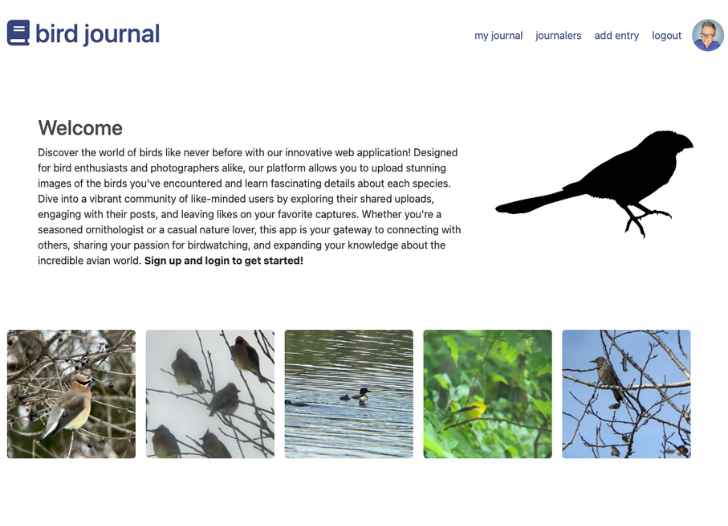 bird journal
my journal journalers add entry logout
Welcome
Discover the world of birds like never before with our innovative web application! Designed
for bird enthusiasts and photographers alike, our platform allows you to upload stunning
images of the birds you've encountered and learn fascinating details about each species.
Dive into a vibrant community of like-minded users by exploring their shared uploads,
engaging with their posts, and leaving likes on your favorite captures. Whether you're a
seasoned ornithologist or a casual nature lover, this app is your gateway to connecting with
others, sharing your passion for birdwatching, and expanding your knowledge about the
incredible avian world. Sign up and login to get started!